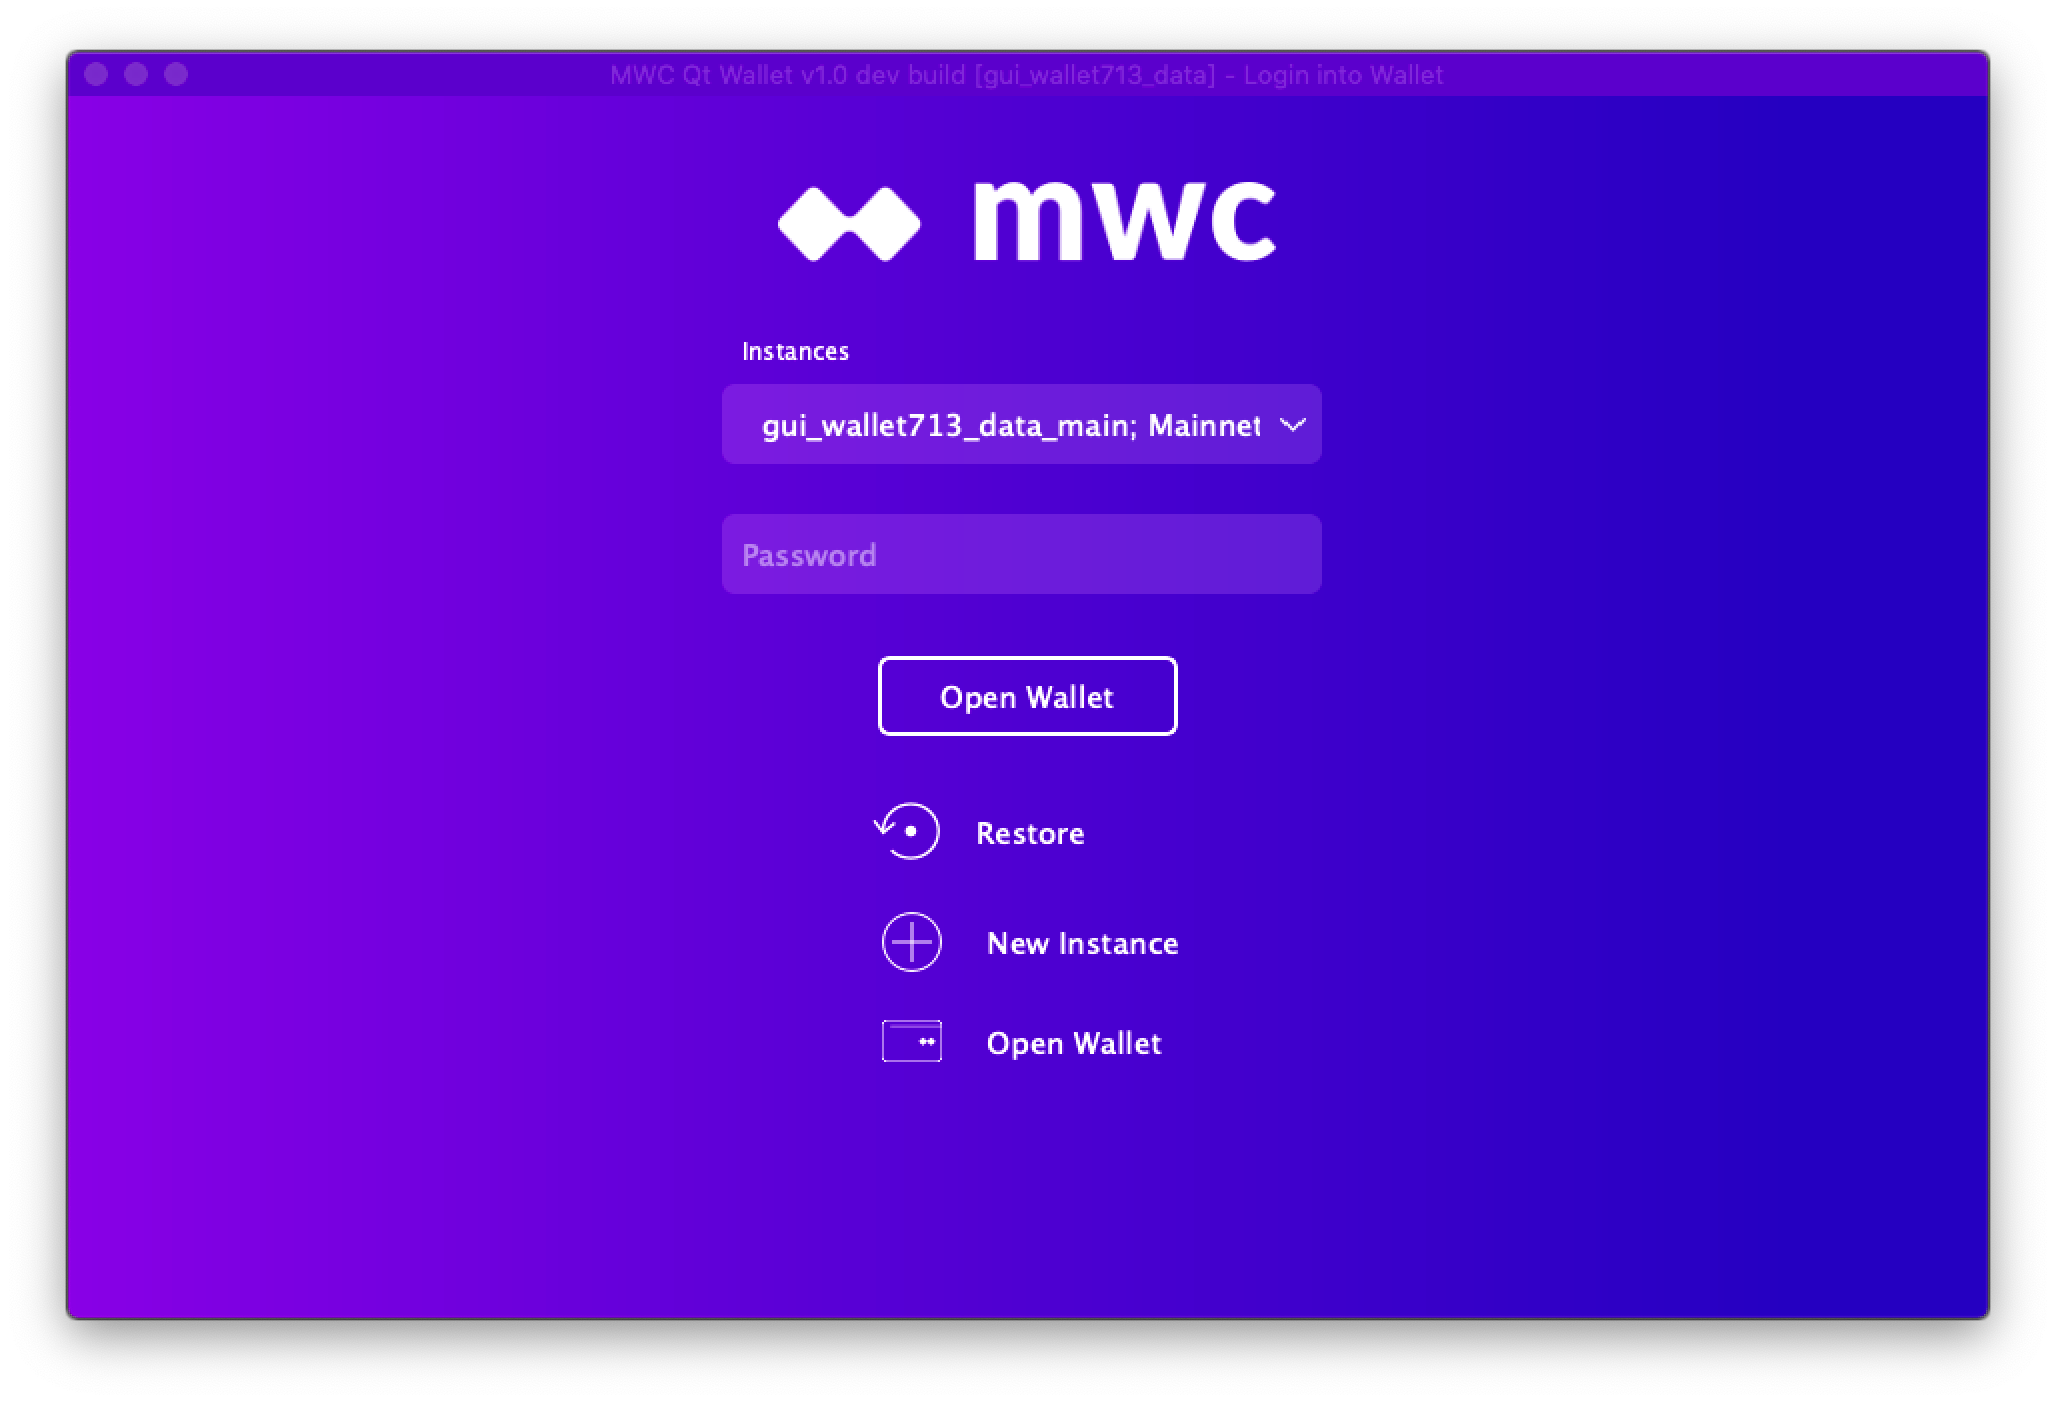 MWC Qt Wallet v1.0 dev build [gui_wallet713_data] - Login into Wallet
mwc
Instances
gui_wallet713_data_main; Mainnet
Password
Open Wallet
Restore
New Instance
Open Wallet